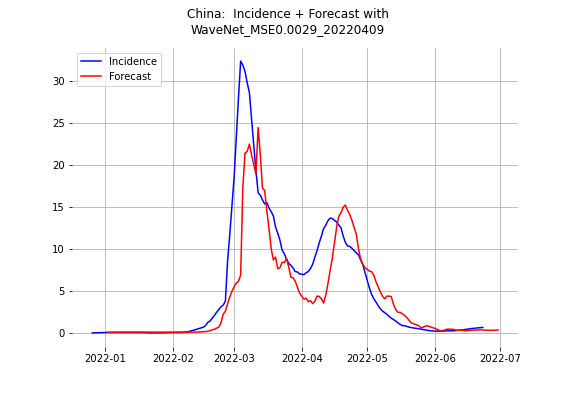 China:  Incidence + Forecast with
WaveNet_MSE0.0029_20220409
Incidence
Forecast
30
25
20
15
10
5
0
2022-01 2022-02 2022-03 2022-04 2022-05 2022-06 2022-07